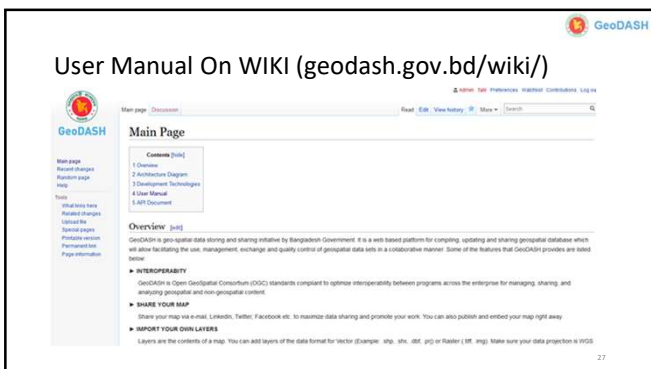 GeoDASH
User Manual On WIKI (geodash.gov.bd/wiki/)
Admin Talk Preferences Watchlist Contributions Log ou
Main page Discussion Read Edit View history More Search
GeoDASH
Main Page
Main page
Recent changes
Random page
Help
Tools
What links here
Related changes
Upload file
Special pages
Printable version
Permanent link
Page information
Contents [hide]
1 Overview
2 Architecture Diagram
3 Development Technologies
4 User Manual
5 API Document
Overview [edit]
GeoDASH is geo-spatial data storing and sharing initiative by Bangladesh Government. It is a web based platform for compiling, updating and sharing geospatial database which
will allow facilitating the use, management, exchange and quality control of geospatial data sets in a collaborative manner. Some of the features that GeoDASH provides are listed
below:
► INTEROPERABITY
GeoDASH is Open GeoSpatial Consortium (OGC) standards compliant to optimize interoperability between programs across the enterprise for managing, sharing, and
analyzing geospatial and non-geospatial content.
► SHARE YOUR MAP
Share your map via e-mail, LinkedIn, Twitter, Facebook etc. to maximize data sharing and promote your work. You can also publish and embed your map right away.
► IMPORT YOUR OWN LAYERS
Layers are the contents of a map. You can add layers of the data format for Vector (Example: .shp, .shx, .dbf, .prj) or Raster (.tiff, .img). Make sure your data projection is WGS
27